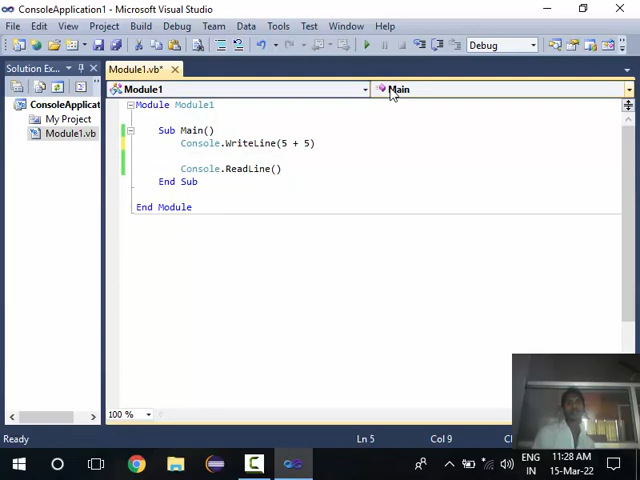 ConsoleApplication1 - Microsoft Visual Studio
File Edit View Project Build Debug Team Data Tools Test Window Help
Debug
Solution Ex...
Module1.vb*
Module1
Main
ConsoleApplicat
My Project
Module1.vb
Module Module1
Sub Main()
Console.WriteLine(5 + 5)
Console.ReadLine()
End Sub
End Module
100 %
Ready
Ln 5
Col 9
ENG
IN
11:28 AM
15-Mar-22